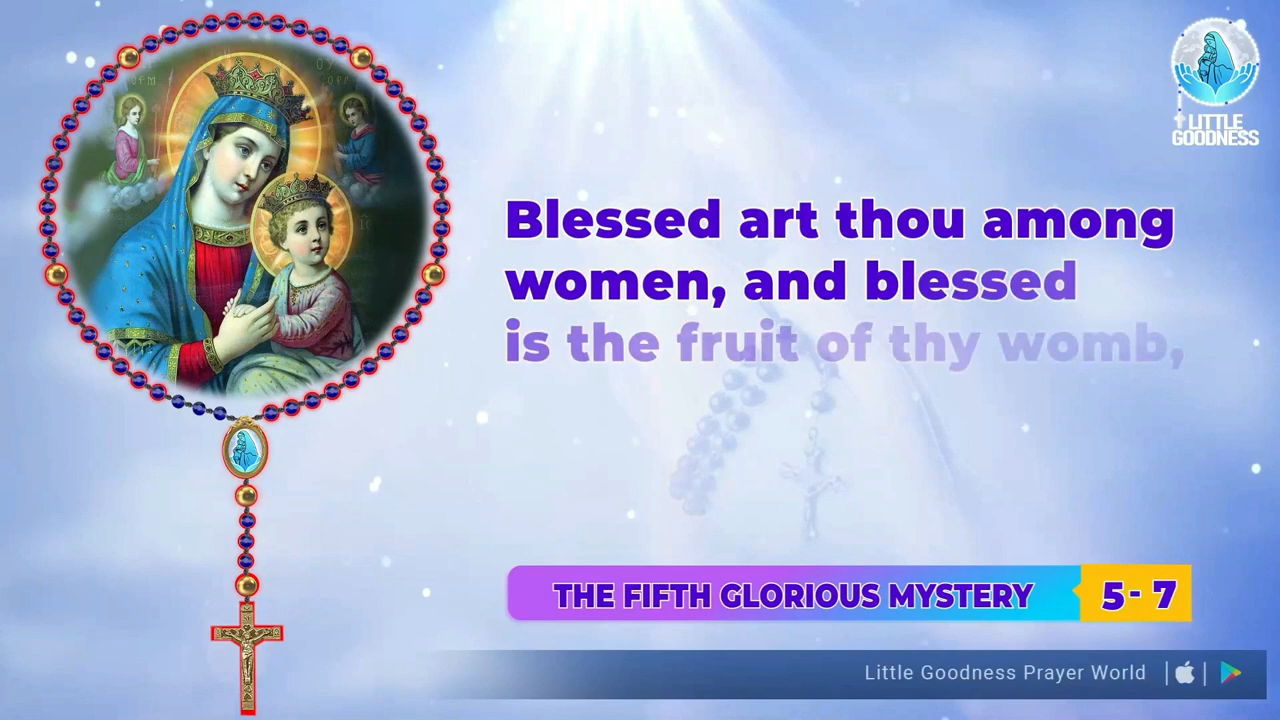 LITTLE
GOODNESS
Blessed art thou among
women, and blessed
is the fruit of thy womb,
THE FIFTH GLORIOUS MYSTERY
5- 7
Little Goodness Prayer World